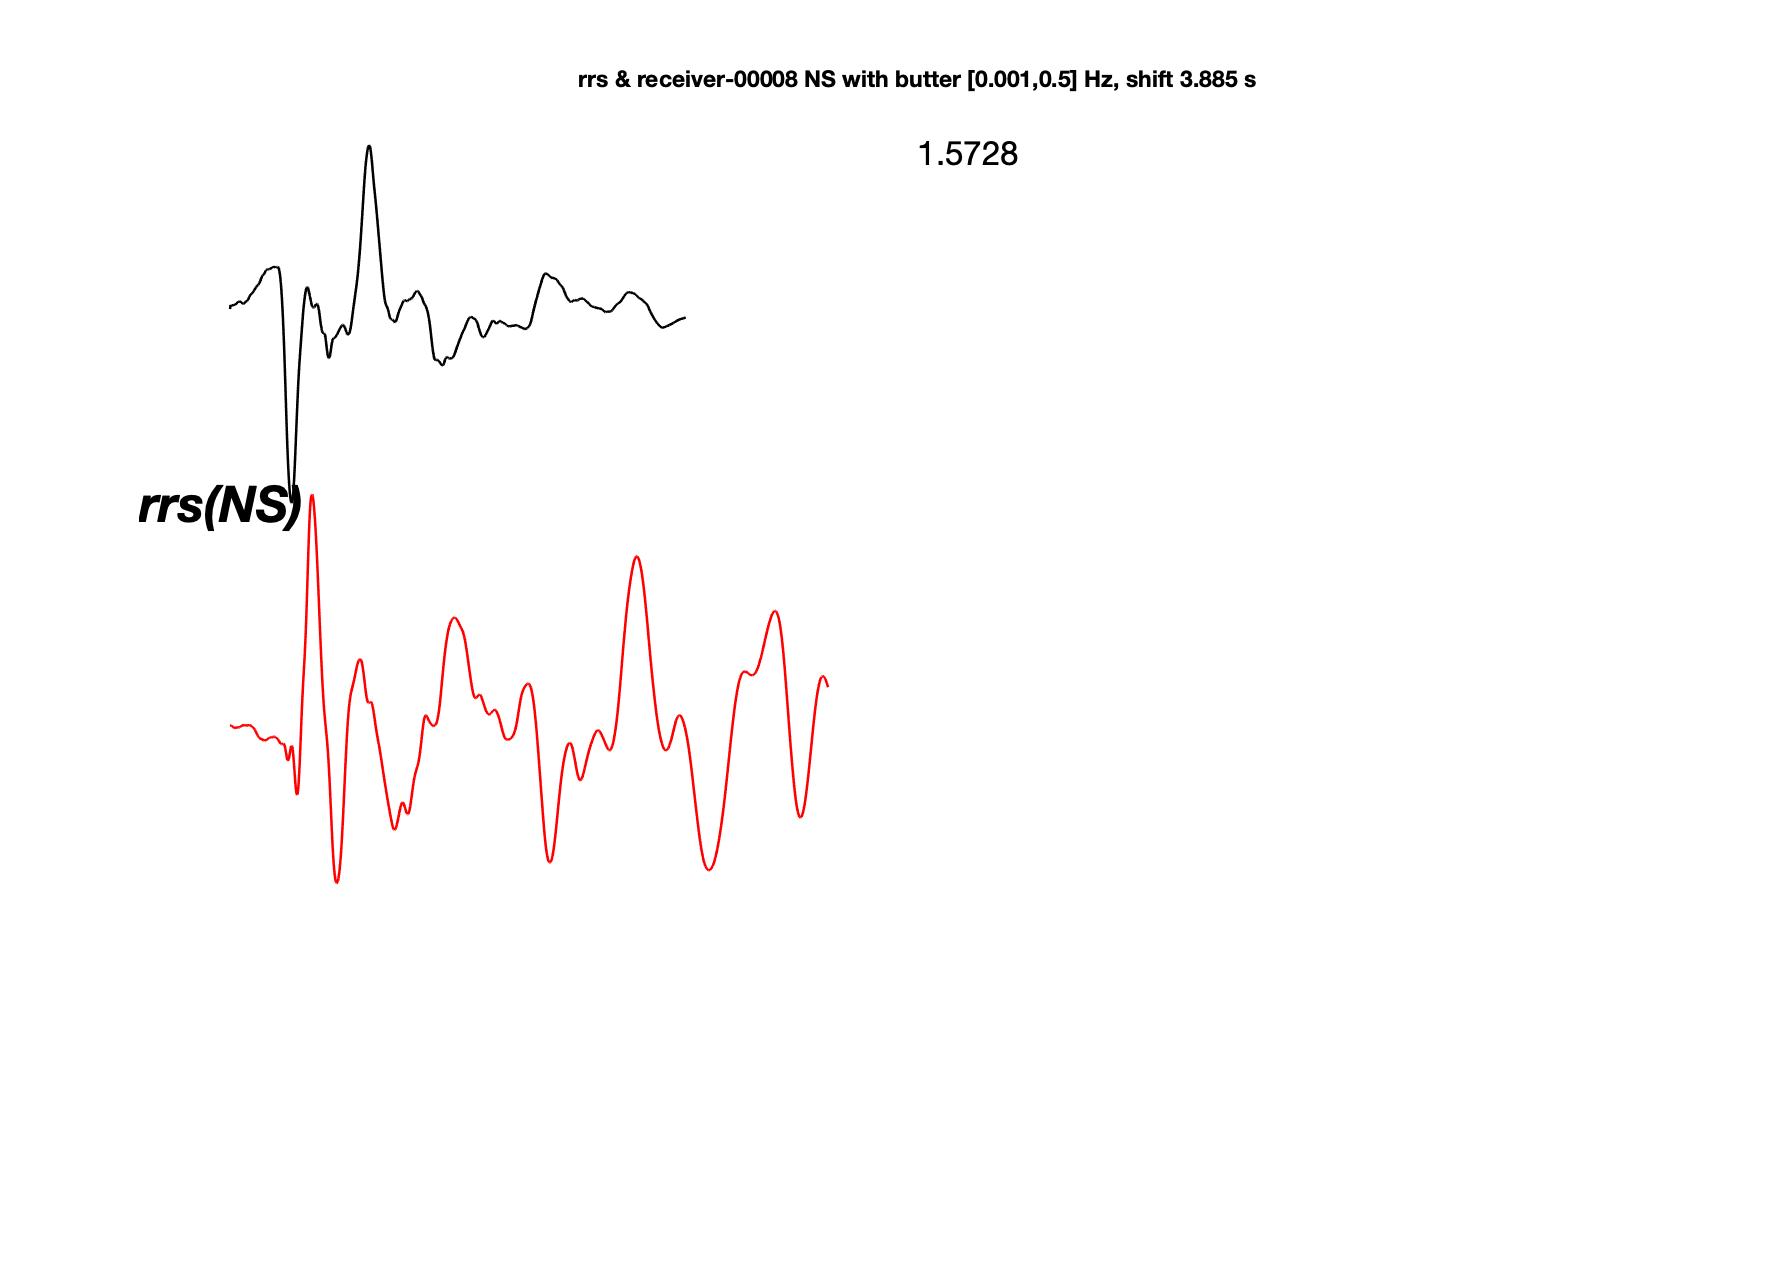 rrs & receiver-00008 NS with butter [0.001,0.5] Hz, shift 3.885 s
1.5728
rrs(NS)